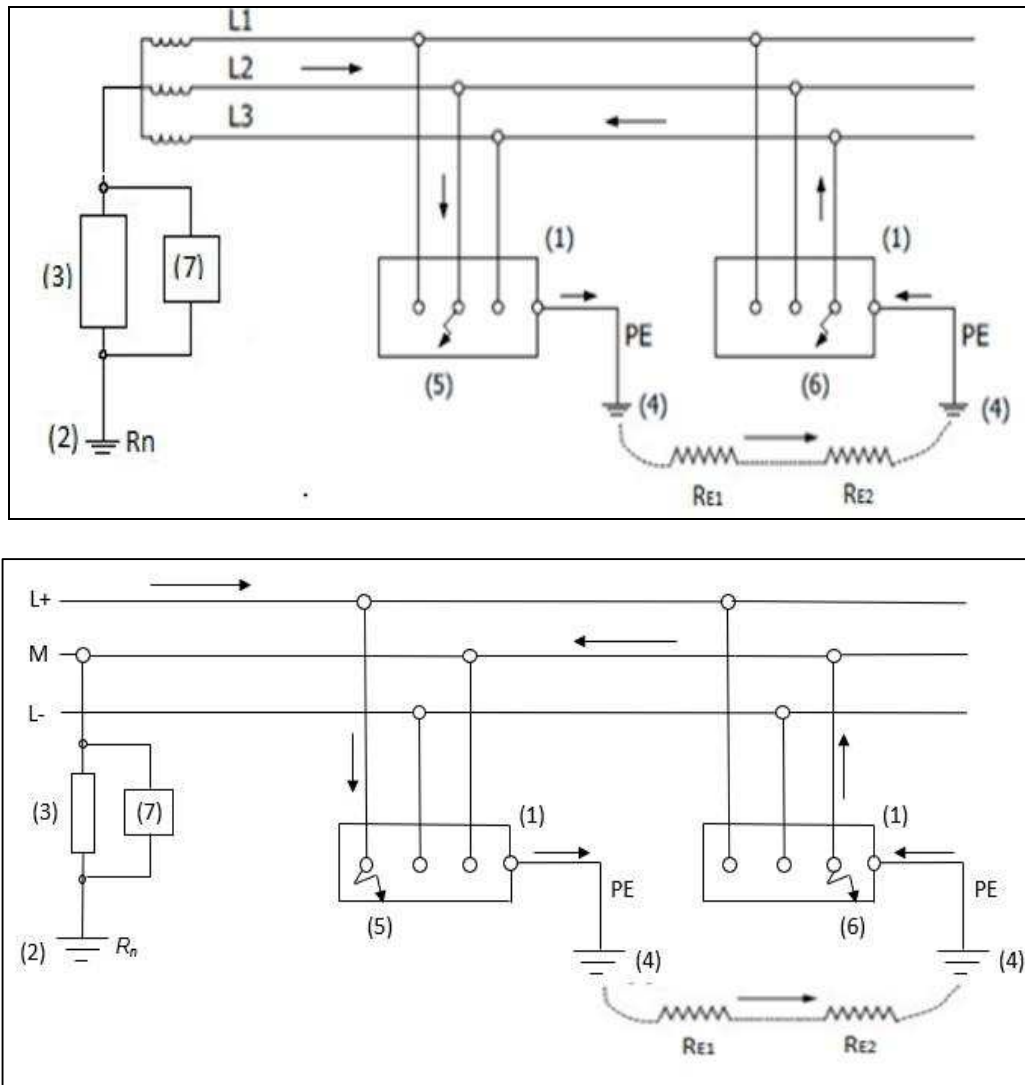 L1
L2
L3
(1) (1)
(3) (7)
PE PE
(5) (6)
(4) (4)
(2) Rn
RE1 RE2
L+
M
L-
(3) (7) (1) (1)
PE PE
(5) (6)
(2) Rn (4) (4)
RE1 RE2